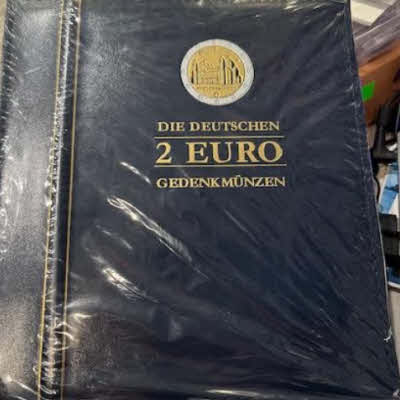 DIE DEUTSCHEN
2 EURO
GEDENKMÜNZEN